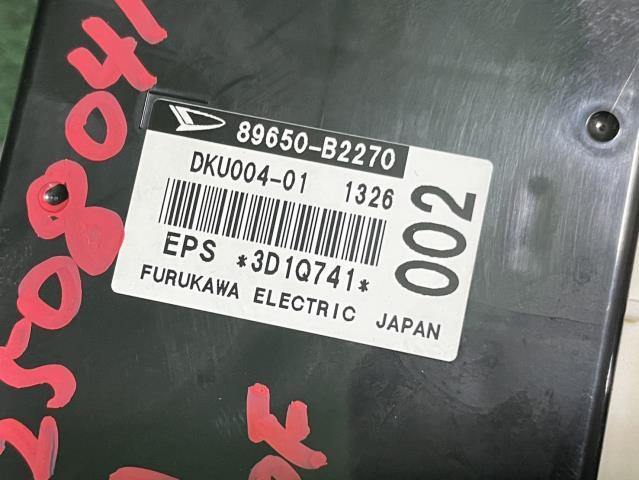 89650-B2270
DKU004-01 1326
EPS *3D1Q741*
002
FURUKAWA ELECTRIC JAPAN